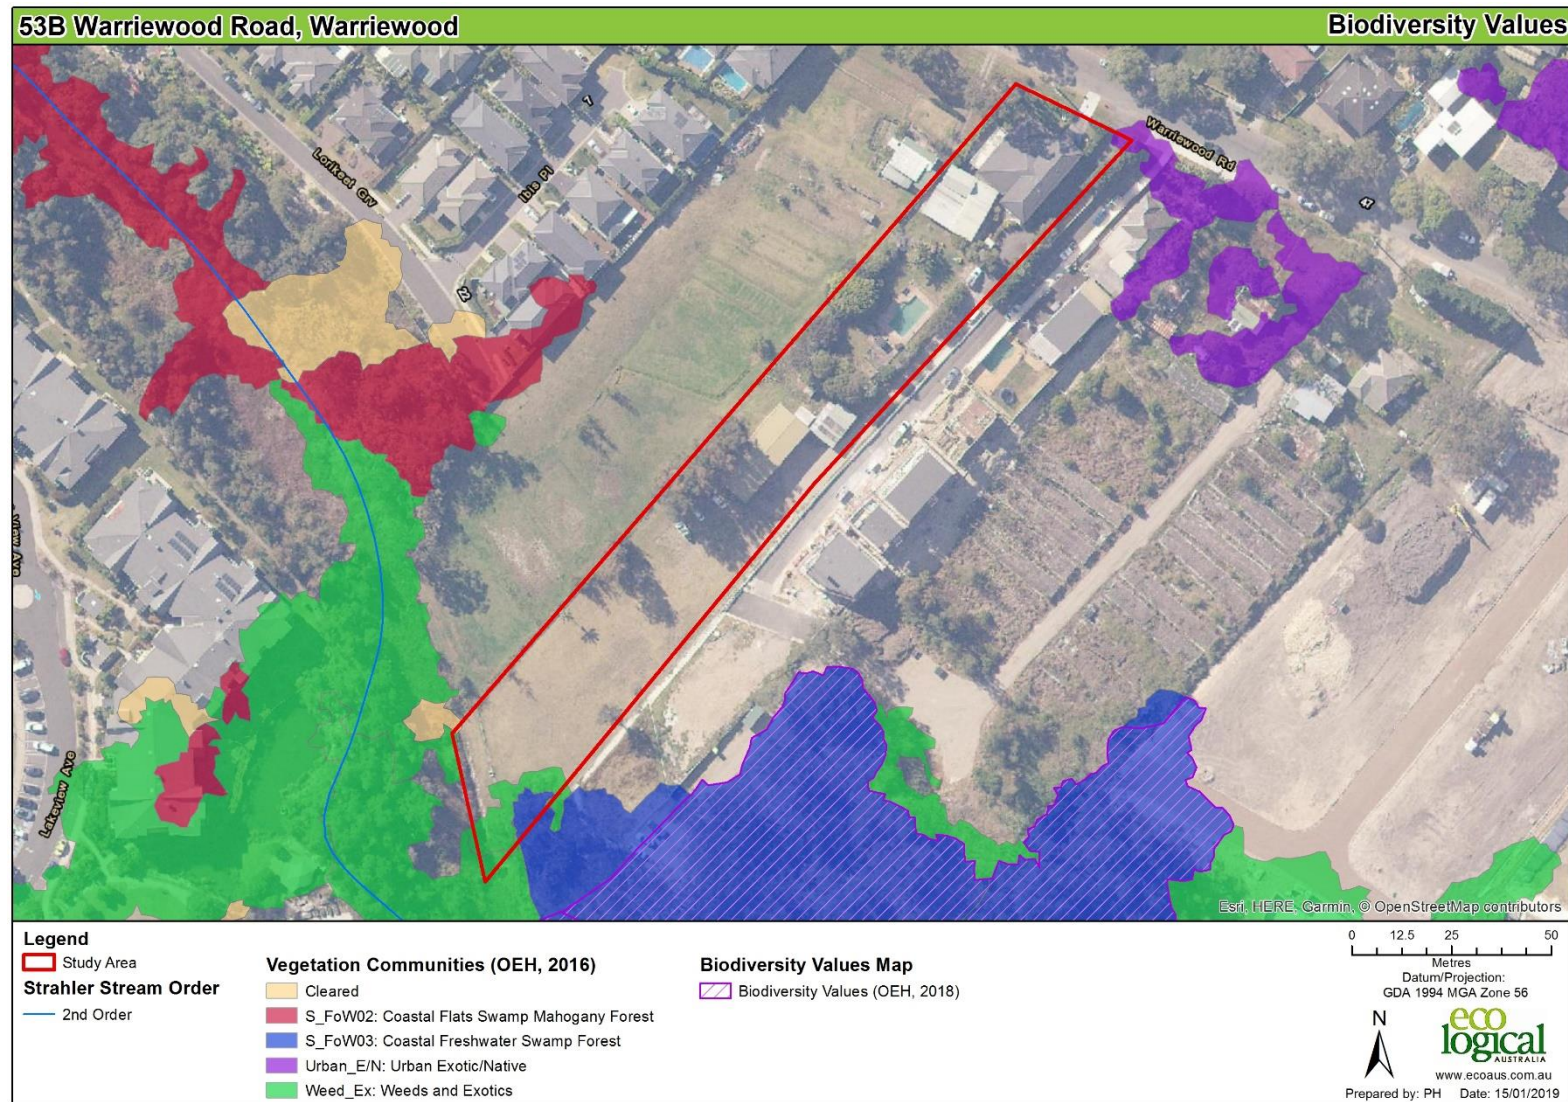 53B Warriewood Road, Warriewood
Biodiversity Values
7
Lorikeet Grv
Ibis Pl
Warriewood Rd
47
Lakeview Ave
Esri, HERE, Garmin, © OpenStreetMap contributors
Legend
Study Area
Strahler Stream Order
2nd Order
Vegetation Communities (OEH, 2016)
Cleared
S_FoW02: Coastal Flats Swamp Mahogany Forest
S_FoW03: Coastal Freshwater Swamp Forest
Urban_E/N: Urban Exotic/Native
Weed_Ex: Weeds and Exotics
Biodiversity Values Map
Biodiversity Values (OEH, 2018)
0 12.5 25 50
Metres
Datum/Projection:
GDA 1994 MGA Zone 56
N
eco
logical
AUSTRALIA
www.ecoaus.com.au
Prepared by: PH Date: 15/01/2019